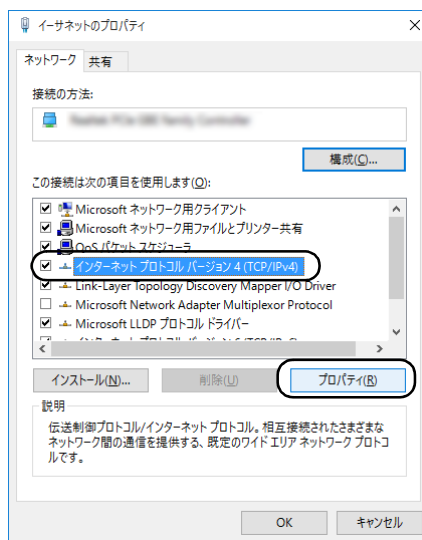 イーサネットのプロパティ
ネットワーク 共有
接続の方法:
構成(C)...
この接続は次の項目を使用します(O):
Microsoft ネットワーク用クライアント
Microsoft ネットワーク用ファイルとプリンター共有
QoS パケット スケジューラ
インターネット プロトコル バージョン 4 (TCP/IPv4)
Link-Layer Topology Discovery Mapper I/O Driver
Microsoft Network Adapter Multiplexor Protocol
Microsoft LLDP プロトコル ドライバー
インストール(N)... 削除(U) プロパティ(R)
説明
伝送制御プロトコル/インターネット プロトコル。相互接続されたさまざまな
ネットワーク間の通信を提供する、既定のワイド エリア ネットワーク プロトコ
ルです。
OK キャンセル